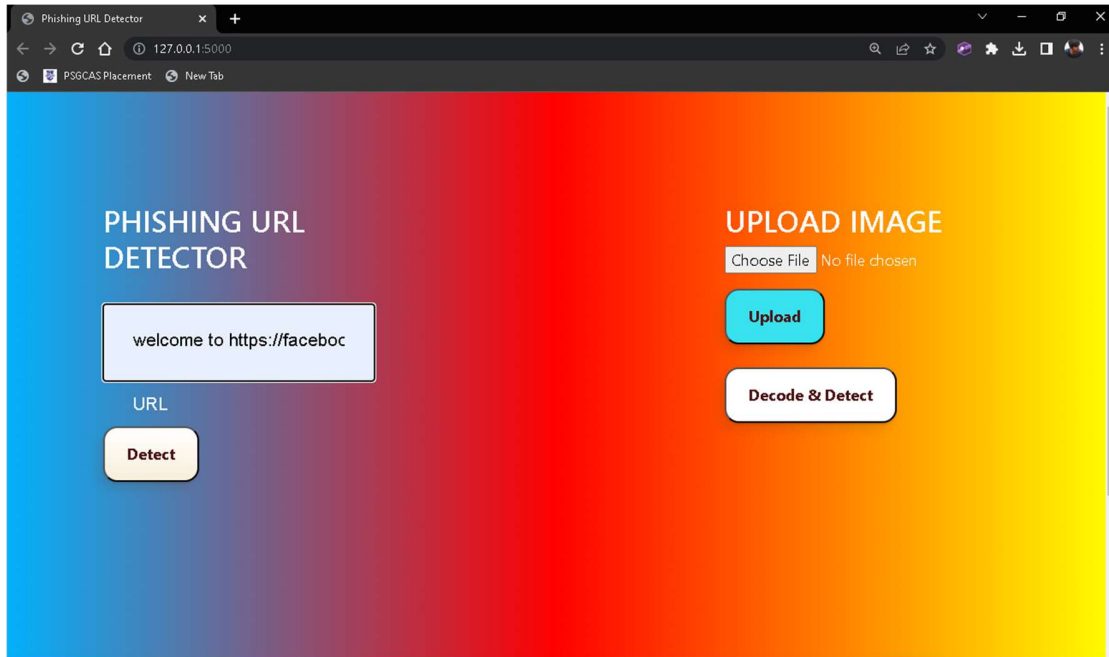 Phishing URL Detector
127.0.0.1:5000
PSGCAS Placement New Tab
PHISHING URL
DETECTOR
welcome to https://faceboc
URL
Detect
UPLOAD IMAGE
Choose File No file chosen
Upload
Decode & Detect